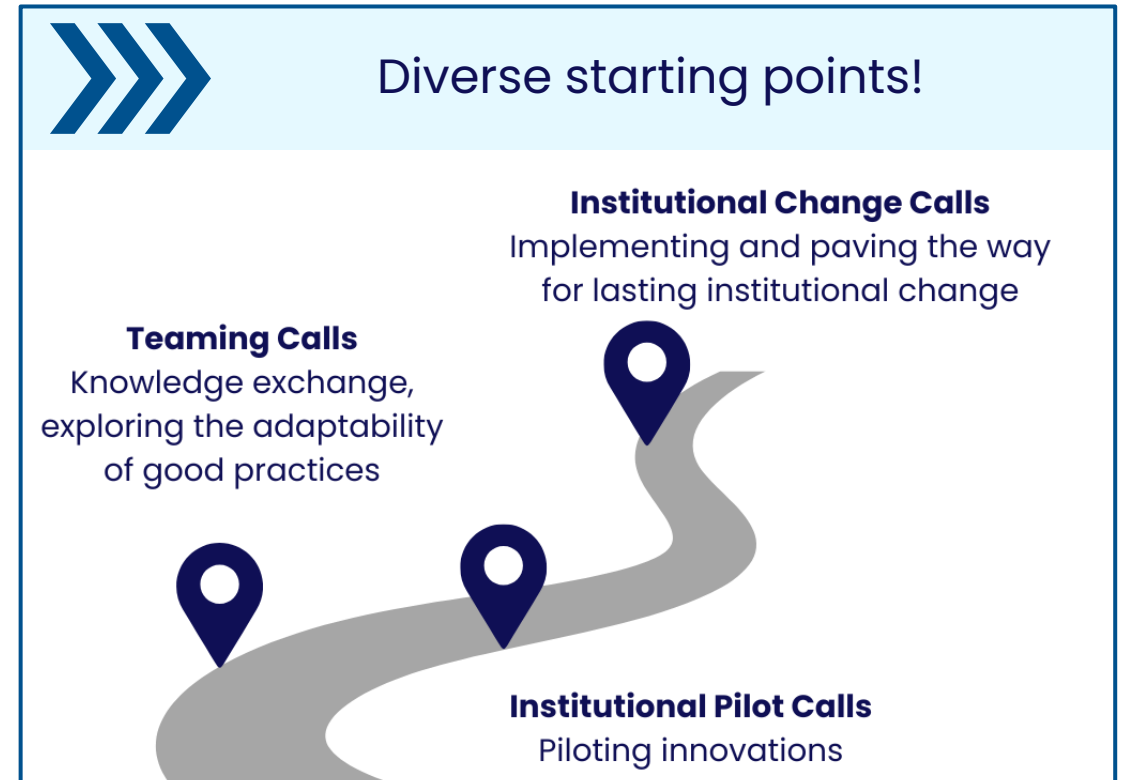 Diverse starting points!
Institutional Change Calls
Implementing and paving the way
for lasting institutional change
Teaming Calls
Knowledge exchange,
exploring the adaptability
of good practices
Institutional Pilot Calls
Piloting innovations